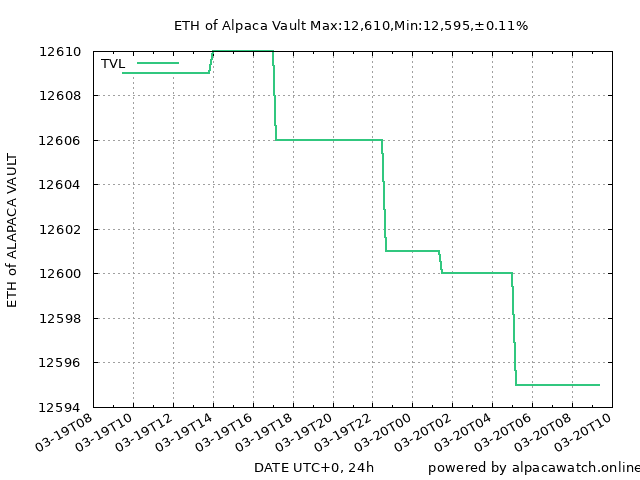 ETH of Alpaca Vault Max:12,610,Min:12,595,±0.11%
TVL
12610
12608
12606
12604
12602
12600
12598
12596
12594
ETH of ALAPACA VAULT
03-19T08
03-19T10
03-19T12
03-19T14
03-19T16
03-19T18
03-19T20
03-19T22
03-20T00
03-20T02
03-20T04
03-20T06
03-20T08
03-20T10
DATE UTC+0, 24h
powered by alpacawatch.online